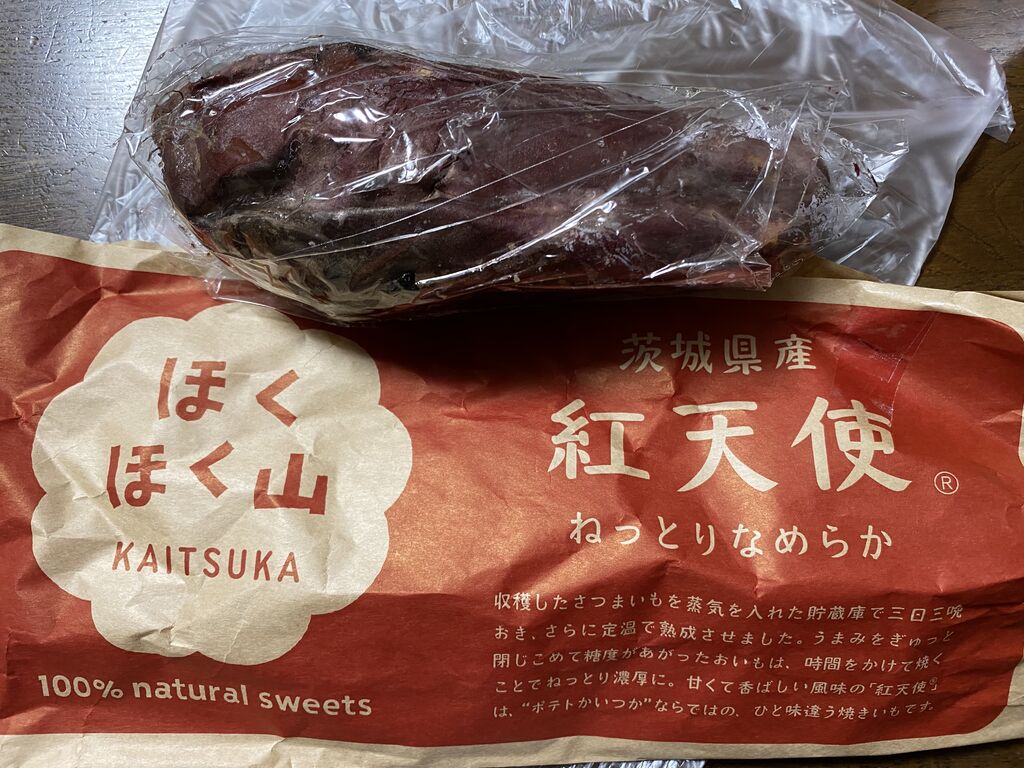 ほく
ほく山
KAITSUKA
100% natural sweets
茨城県産
紅天使®
ねっとりなめらか
収穫したさつまいもを蒸気を入れた貯蔵庫で三日三晩
おき、さらに定温で熟成させました。うまみをぎゅっと
閉じこめて糖度があがったおいもは、時間をかけて焼く
ことでねっとり濃厚に。甘くて香ばしい風味の「紅天使®」
は、“ポテトかいつか”ならではの、ひと味違う焼きいもです。